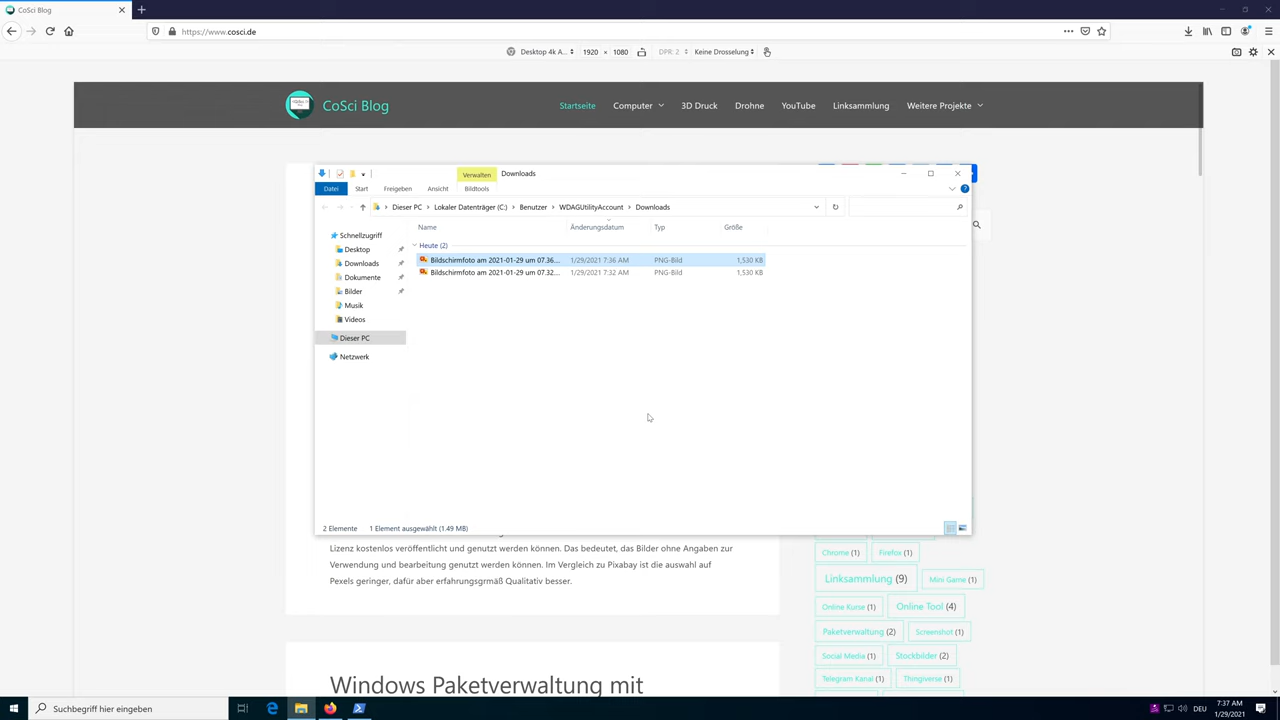 CoSci Blog
https://www.cosci.de
Desktop 4k A...
1920 × 1080
DPR: 2
Keine Drosselung
CoSci Blog
Startseite
Computer
3D Druck
Drohne
YouTube
Linksammlung
Weitere Projekte
Verwalten
Downloads
Datei
Start
Freigeben
Ansicht
Bildtools
Dieser PC
Lokaler Datenträger (C:)
Benutzer
WDAGUtilityAccount
Downloads
Name
Änderungsdatum
Typ
Größe
Schnellzugriff
Desktop
Downloads
Dokumente
Bilder
Musik
Videos
Dieser PC
Netzwerk
Heute (2)
Bildschirmfoto am 2021-01-29 um 07.36.... 1/29/2021 7:36 AM PNG-Bild 1,530 KB
Bildschirmfoto am 2021-01-29 um 07.32.... 1/29/2021 7:32 AM PNG-Bild 1,530 KB
2 Elemente
1 Element ausgewählt (1.49 MB)
Lizenz kostenlos veröffentlicht und genutzt werden können. Das bedeutet, das Bilder ohne Angaben zur
Verwendung und bearbeitung genutzt werden können. Im Vergleich zu Pixabay ist die auswahl auf
Pexels geringer, dafür aber erfahrungsgrmäß Qualitativ besser.
Windows Paketverwaltung mit
Chrome (1)
Firefox (1)
Linksammlung (9)
Mini Game (1)
Online Kurse (1)
Online Tool (4)
Paketverwaltung (2)
Screenshot (1)
Social Media (1)
Stockbilder (2)
Telegram Kanal (1)
Thingiverse (1)
Suchbegriff hier eingeben
DEU
7:37 AM
1/29/2021